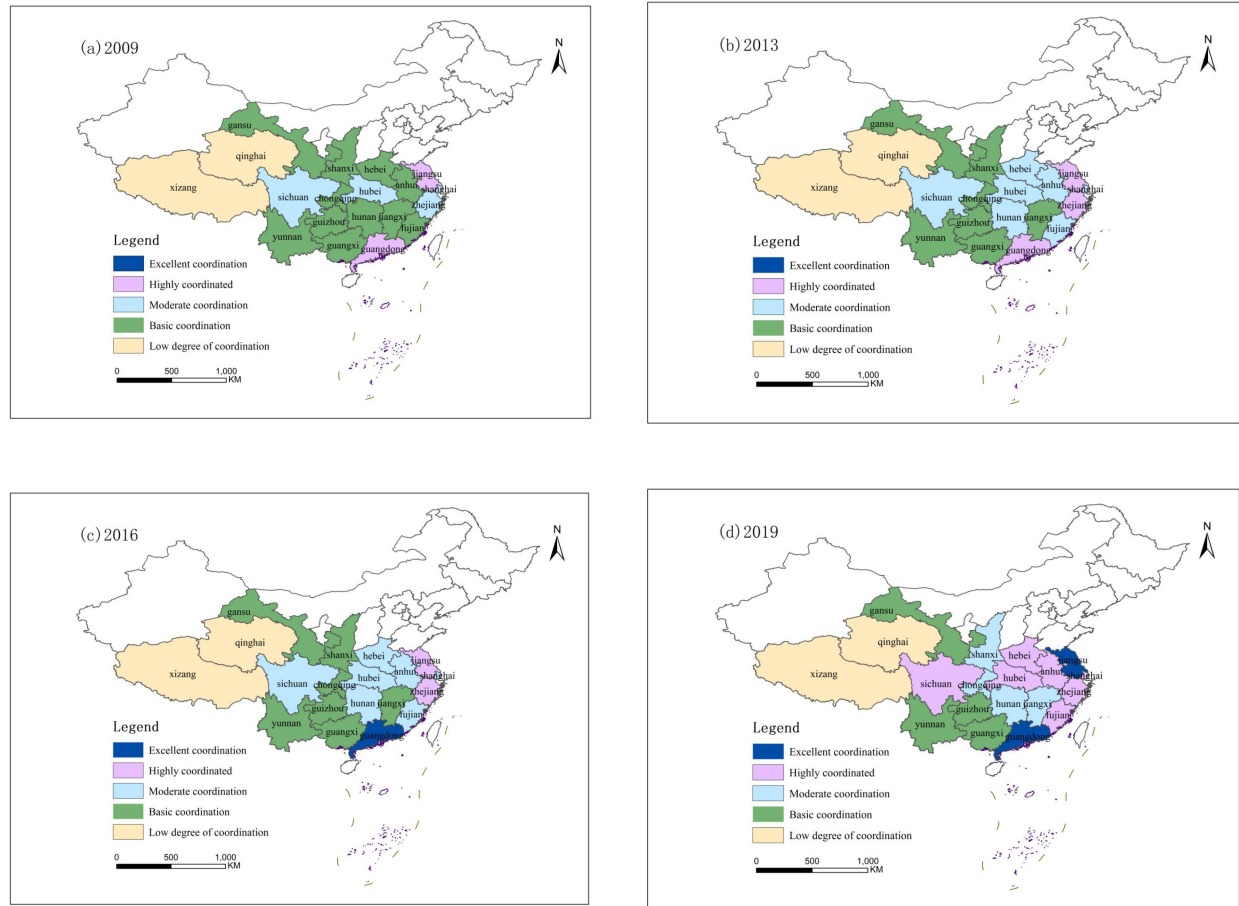 (a)2009
N
gansu
qinghai
shanxi
hebei
jiangsu
xizang
sichuan
chongqing
hubei
anhui
shanghai
zhejiang
hunan
jiangxi
guizhou
fujian
yunnan
guangxi
guangdong
Legend
Excellent coordination
Highly coordinated
Moderate coordination
Basic coordination
Low degree of coordination
0 500 1,000
KM
(b)2013
N
gansu
qinghai
shanxi
hebei
jiangsu
xizang
sichuan
chongqing
hubei
anhui
shanghai
zhejiang
hunan
jiangxi
guizhou
fujian
yunnan
guangxi
guangdong
Legend
Excellent coordination
Highly coordinated
Moderate coordination
Basic coordination
Low degree of coordination
0 500 1,000
KM
(c)2016
N
gansu
qinghai
shanxi
hebei
jiangsu
xizang
sichuan
chongqing
hubei
anhui
shanghai
zhejiang
hunan
jiangxi
guizhou
fujian
yunnan
guangxi
guangdong
Legend
Excellent coordination
Highly coordinated
Moderate coordination
Basic coordination
Low degree of coordination
0 500 1,000
KM
(d)2019
N
gansu
qinghai
shanxi
hebei
jiangsu
xizang
sichuan
chongqing
hubei
anhui
shanghai
zhejiang
hunan
jiangxi
guizhou
fujian
yunnan
guangxi
guangdong
Legend
Excellent coordination
Highly coordinated
Moderate coordination
Basic coordination
Low degree of coordination
0 500 1,000
KM